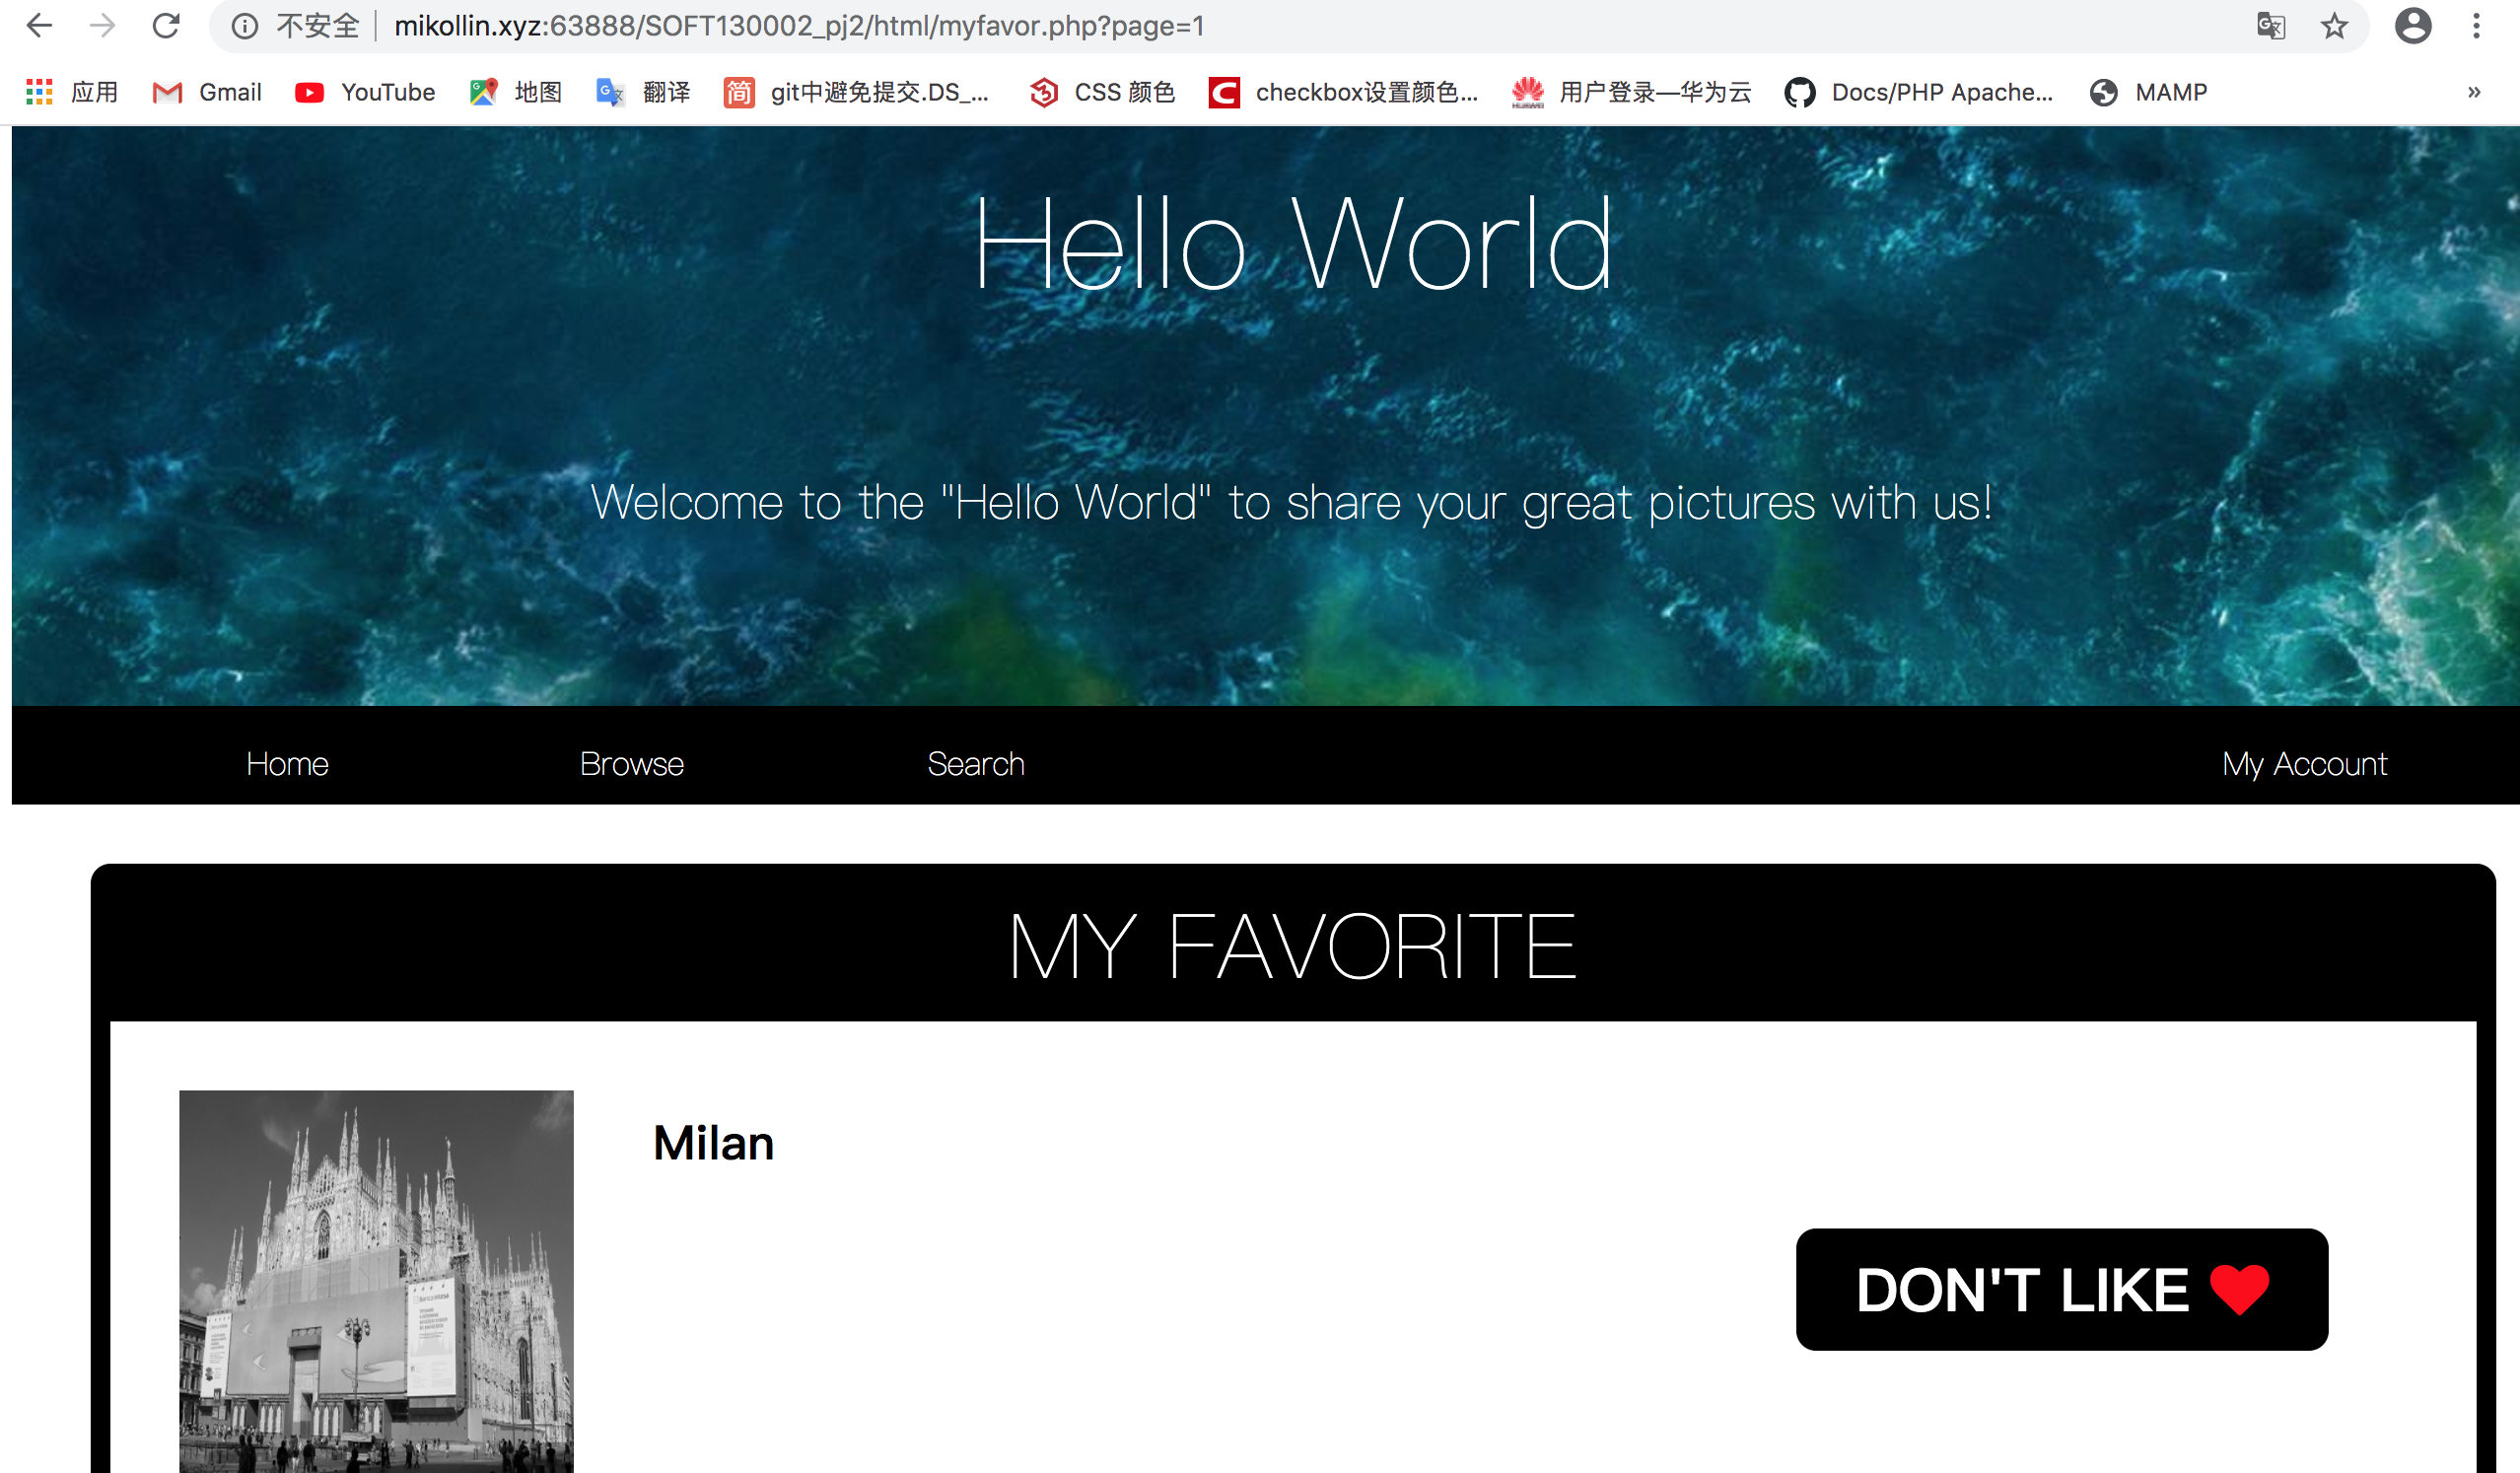 不安全 mikollin.xyz:63888/SOFT130002_pj2/html/myfavor.php?page=1
应用 Gmail YouTube 地图 翻译 简 git中避免提交.DS_... CSS 颜色 checkbox设置颜色... 用户登录—华为云 Docs/PHP Apache... MAMP »
Hello World
Welcome to the "Hello World" to share your great pictures with us!
Home Browse Search My Account
MY FAVORITE
Milan
DON'T LIKE